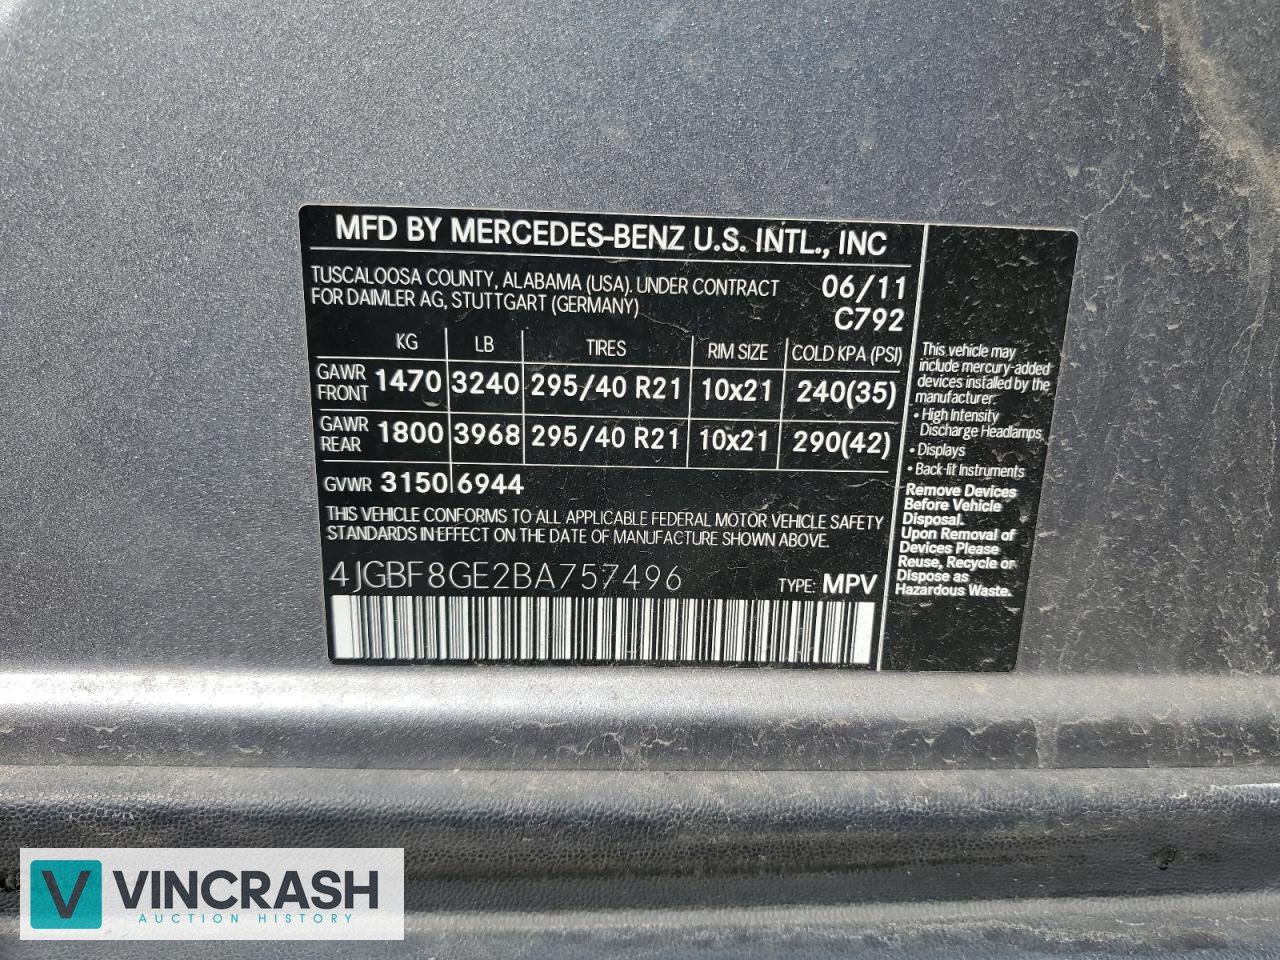 MFD BY MERCEDES-BENZ U.S. INTL., INC
TUSCALOOSA COUNTY, ALABAMA (USA). UNDER CONTRACT
FOR DAIMLER AG, STUTTGART (GERMANY)
06/11
C792
KG LB TIRES RIM SIZE COLD KPA (PSI)
GAWR
FRONT 1470 3240 295/40 R21 10x21 240(35)
GAWR
REAR 1800 3968 295/40 R21 10x21 290(42)
GVWR 3150 6944
THIS VEHICLE CONFORMS TO ALL APPLICABLE FEDERAL MOTOR VEHICLE SAFETY
STANDARDS IN EFFECT ON THE DATE OF MANUFACTURE SHOWN ABOVE.
4JGBF8GE2BA757496 TYPE: MPV
This vehicle may
include mercury-added
devices installed by the
manufacturer:
• High Intensity
Discharge Headlamps
• Displays
• Back-lit Instruments
Remove Devices
Before Vehicle
Disposal.
Upon Removal of
Devices Please
Reuse, Recycle or
Dispose as
Hazardous Waste.
V VINCRASH
AUCTION HISTORY